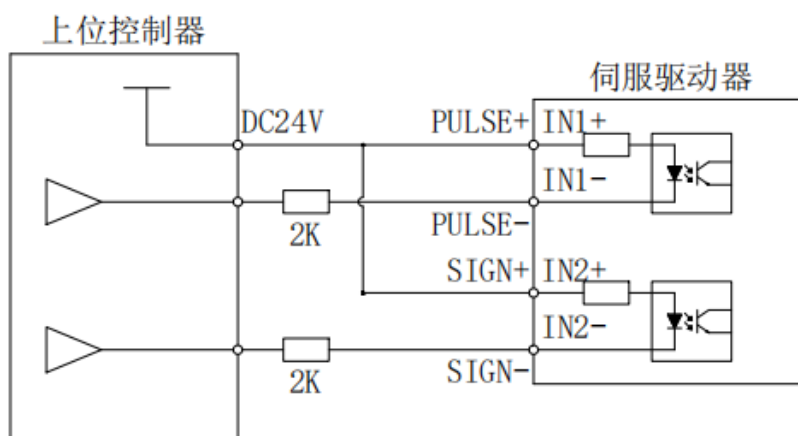 上位控制器
伺服驱动器
DC24V
PULSE+
IN1+
IN1-
2K
PULSE-
SIGN+
IN2+
IN2-
2K
SIGN-